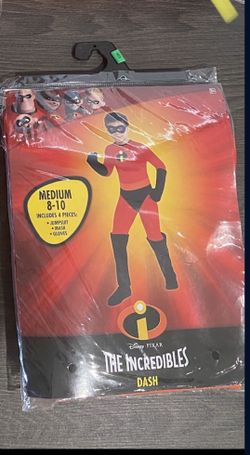 MEDIUM
8-10
INCLUDES 4 PIECES:
• JUMPSUIT
• MASK
• GLOVES
i
Disney PIXAR
THE INCREDIBLES
DASH